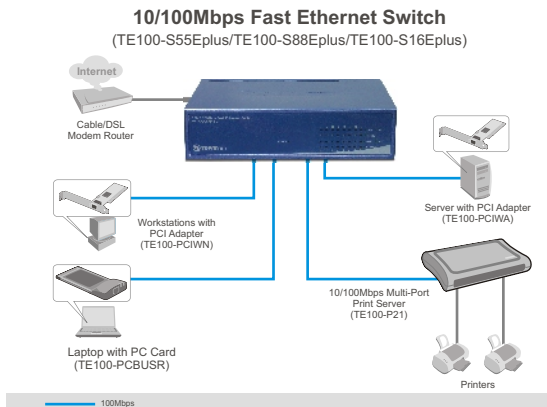 10/100Mbps Fast Ethernet Switch
(TE100-S55Eplus/TE100-S88Eplus/TE100-S16Eplus)
Internet
Cable/DSL
Modem Router
Server with PCI Adapter
(TE100-PCIWA)
Workstations with
PCI Adapter
(TE100-PCIWN)
10/100Mbps Multi-Port
Print Server
(TE100-P21)
Laptop with PC Card
(TE100-PCBUSR)
Printers
100Mbps